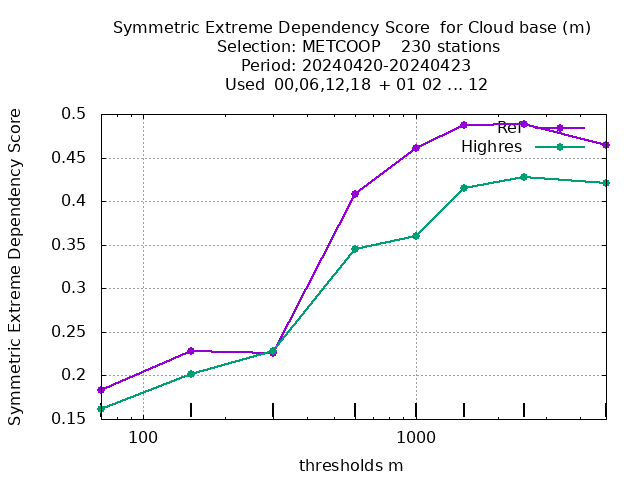 Symmetric Extreme Dependency Score for Cloud base (m)
Selection: METCOOP 230 stations
Period: 20240420-20240423
Used 00,06,12,18 + 01 02 ... 12
Symmetric Extreme Dependency Score
0.5
0.45
0.4
0.35
0.3
0.25
0.2
0.15
Ref
Highres
100
1000
thresholds m